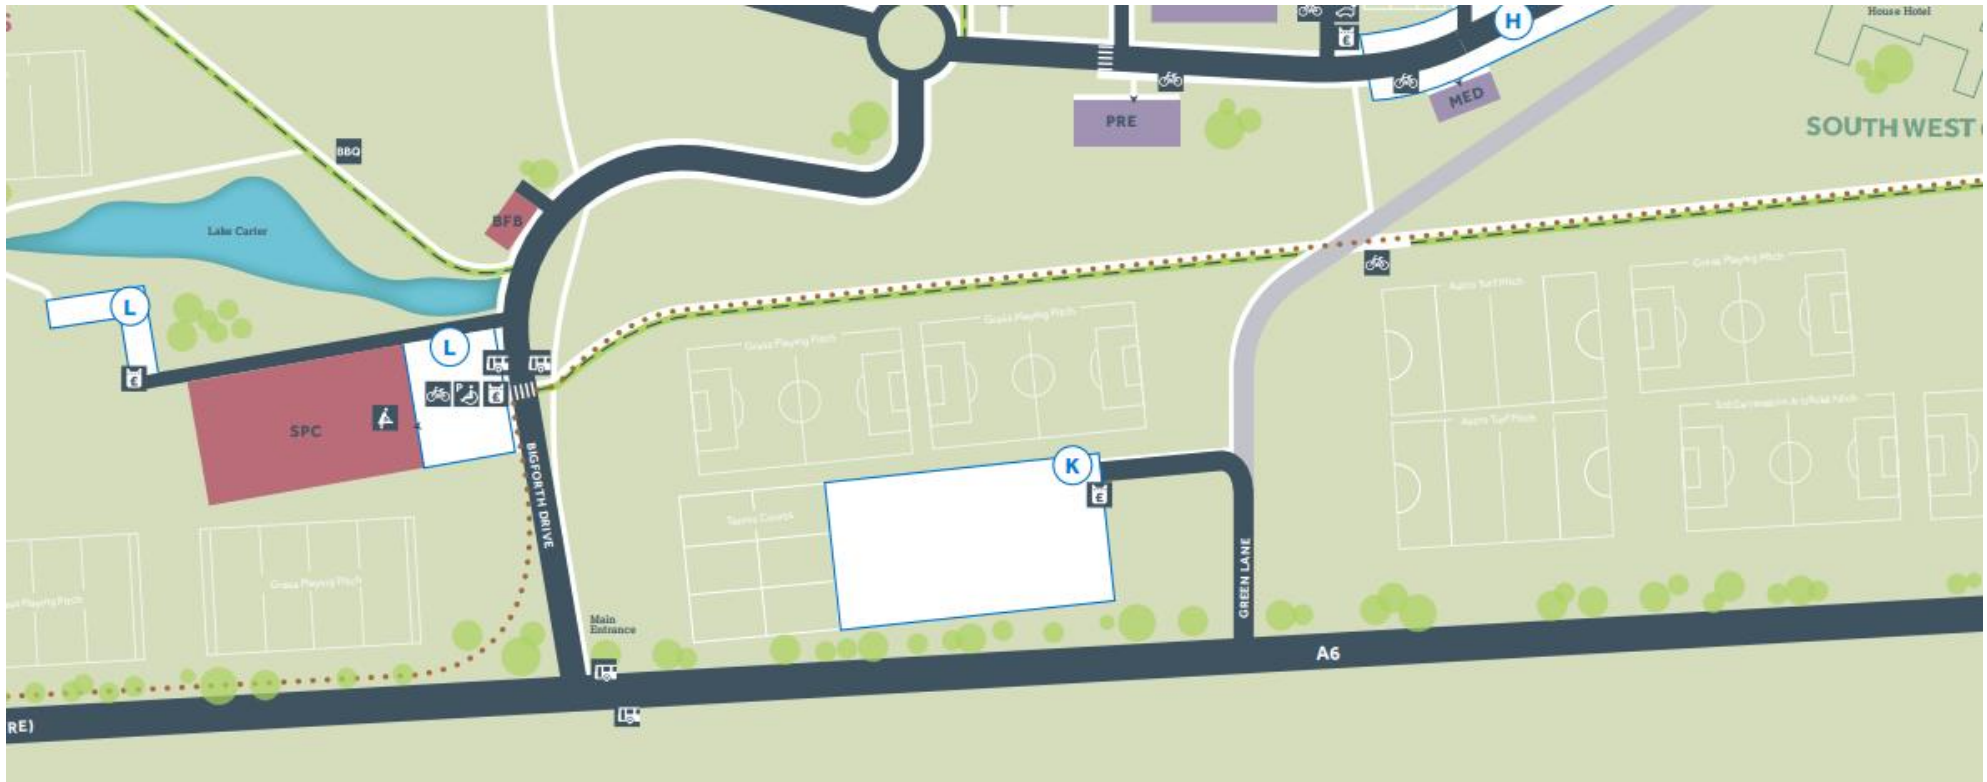 H
House Hotel
MED
PRE
SOUTH WEST
BBQ
BFB
Lake Carter
L
L
£
P
£
SPC
BIGFORTH DRIVE
Grass Playing Pitch
Grass Playing Pitch
Astro Turf Pitch
Grass Playing Pitch
Astro Turf Pitch
K
£
Tennis Courts
Grass Playing Pitch
Playing Pitch
GREEN LANE
Main
Entrance
A6
RE)
£